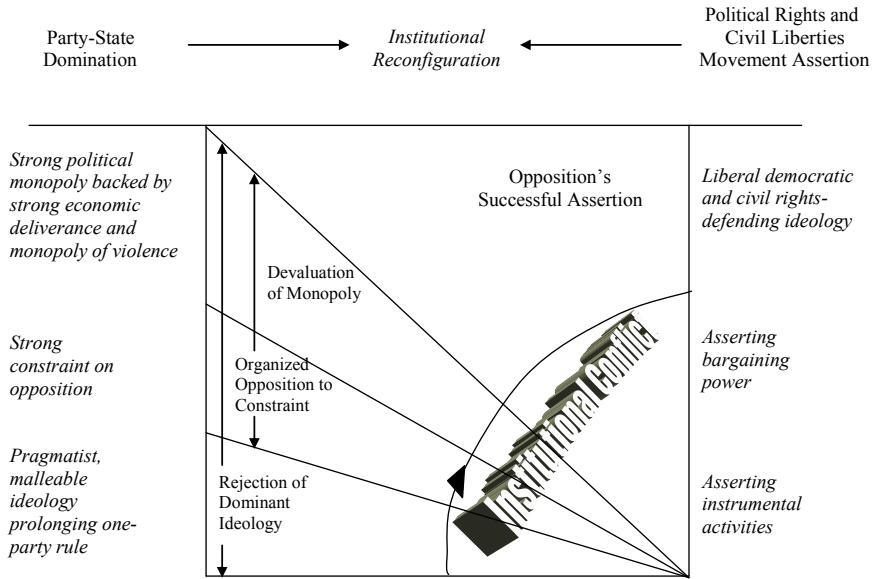 Party-State
Domination
Institutional
Reconfiguration
Political Rights and
Civil Liberties
Movement Assertion
Strong political
monopoly backed by
strong economic
deliverance and
monopoly of violence
Opposition's
Successful Assertion
Liberal democratic
and civil rights-
defending ideology
Devaluation
of Monopoly
Strong
constraint on
opposition
Organized
Opposition to
Constraint
Institutional Conflict
Asserting
bargaining
power
Pragmatist,
malleable
ideology
prolonging one-
party rule
Rejection of
Dominant
Ideology
Asserting
instrumental
activities